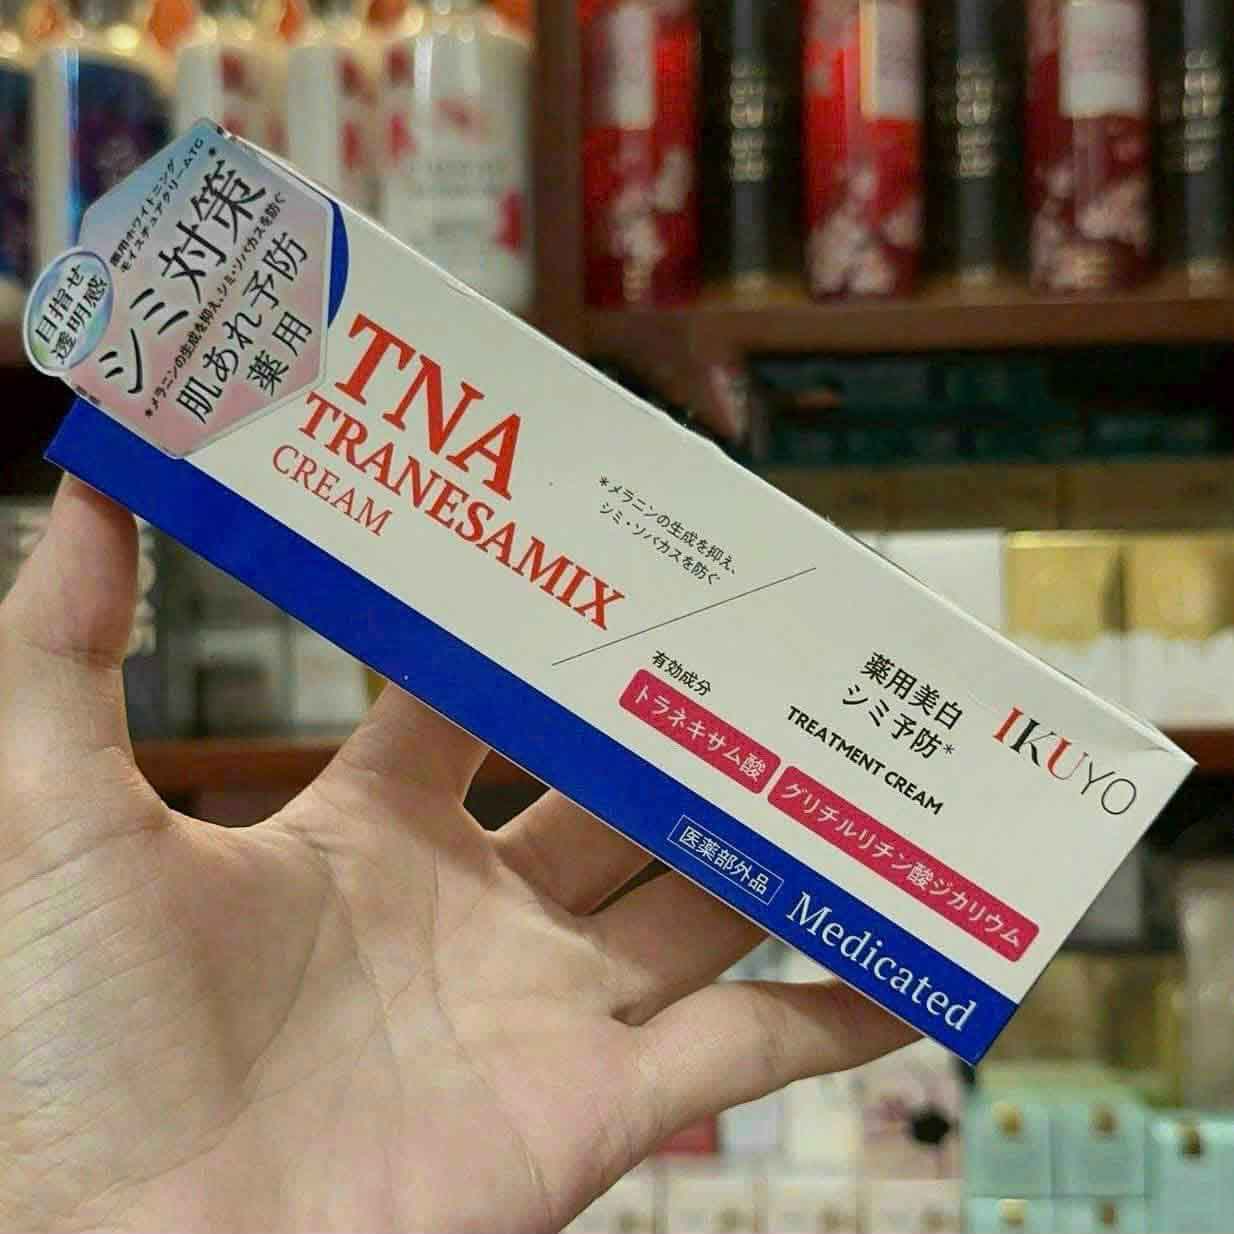 薬用ホワイトニング
モイスチュアクリームATC*
シミ対策
*メラニンの生成を抑え、シミ・ソバカスを防ぐ
肌あれ予防
薬用
目指せ
透明感
TNA
TRANESAMIX
CREAM
*メラニンの生成を抑え、
シミ・ソバカスを防ぐ
有効成分
トラネキサム酸
グリチルリチン酸ジカリウム
薬用美白
シミ予防*
TREATMENT CREAM
IKUYO
医薬部外品
Medicated